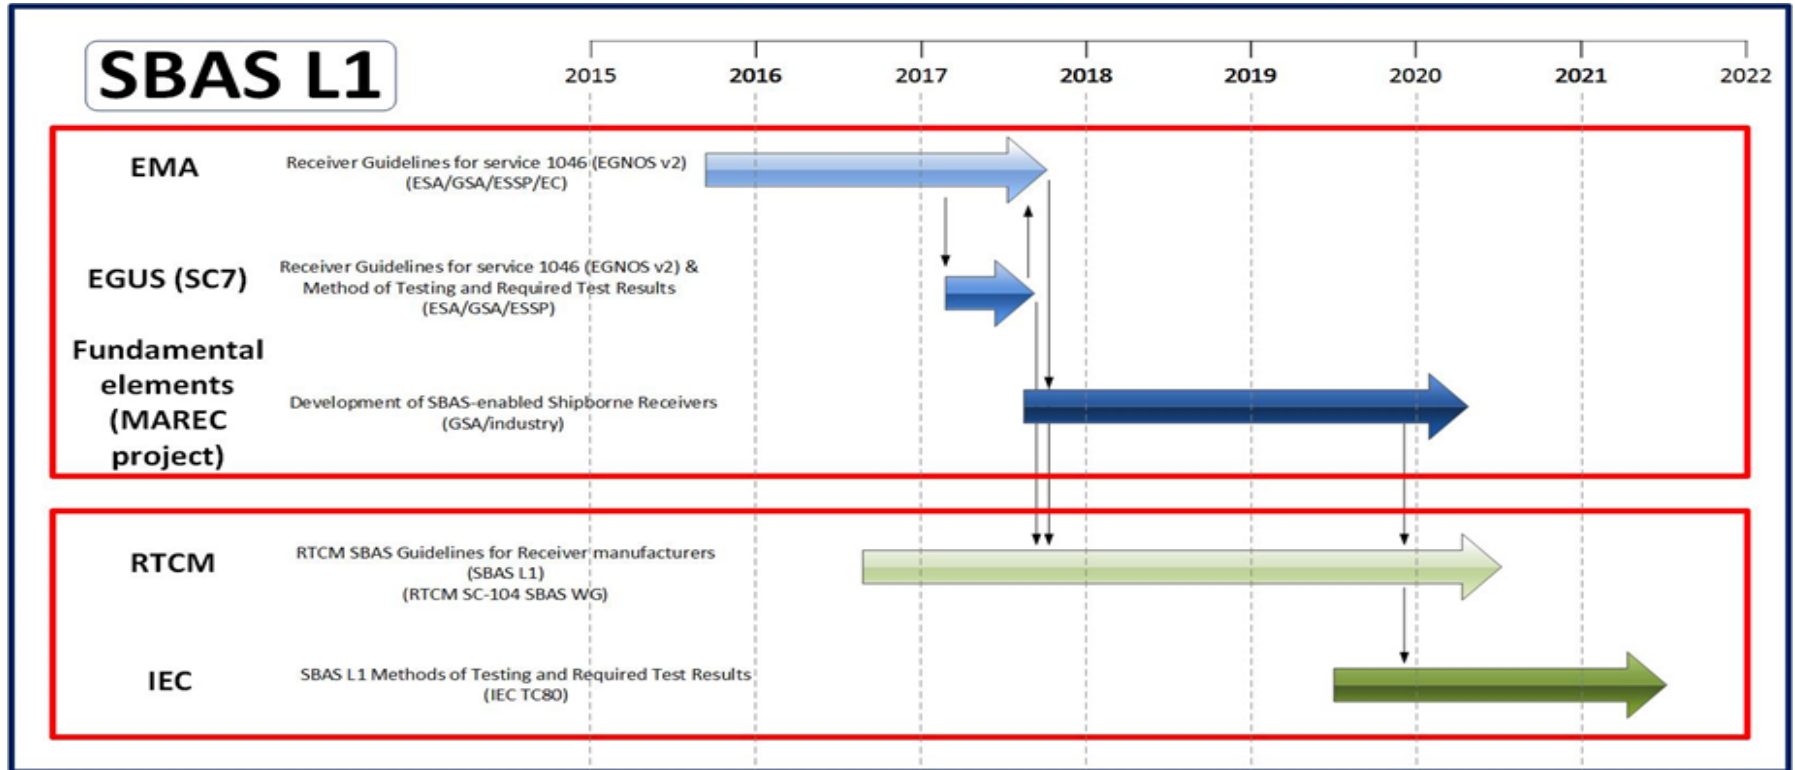 SBAS L1
2015 2016 2017 2018 2019 2020 2021 2022
EMA
Receiver Guidelines for service 1046 (EGNOS v2)
(ESA/GSA/ESSP/EC)
EGUS (SC7)
Receiver Guidelines for service 1046 (EGNOS v2) &
Method of Testing and Required Test Results
(ESA/GSA/ESSP)
Fundamental
elements
(MAREC
project)
Development of SBAS-enabled Shipborne Receivers
(GSA/industry)
RTCM
RTCM SBAS Guidelines for Receiver manufacturers
(SBAS L1)
(RTCM SC-104 SBAS WG)
IEC
SBAS L1 Methods of Testing and Required Test Results
(IEC TC80)